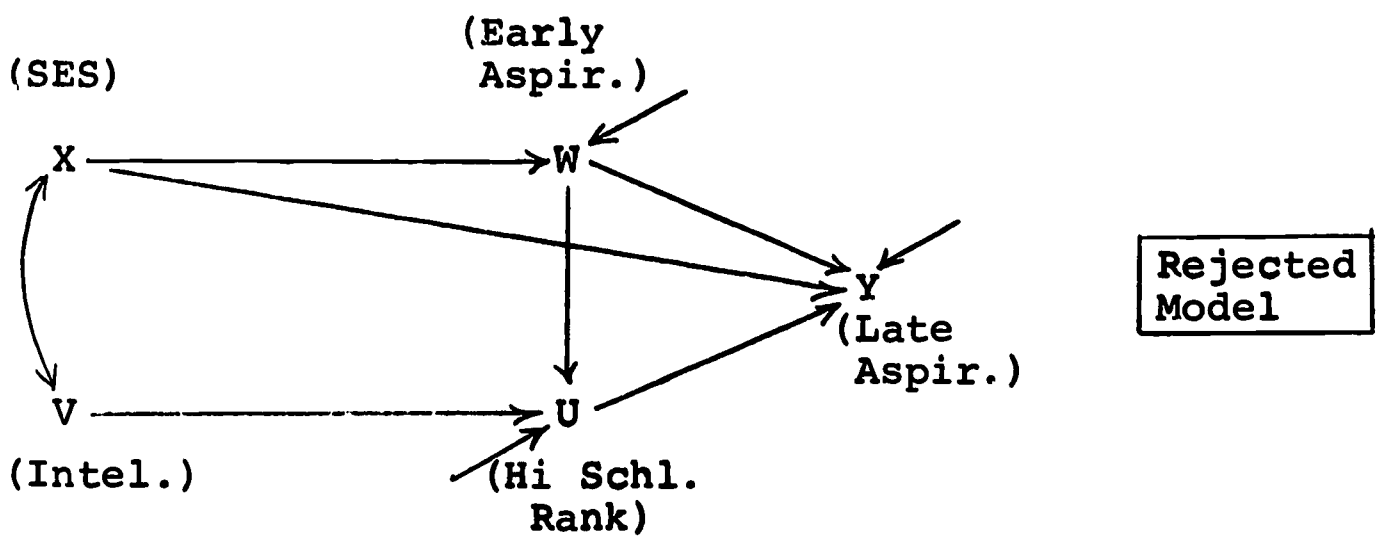 (Early
Aspir.)
(SES)
X
W
Y
(Late
Aspir.)
Rejected
Model
V
U
(Intel.)
(Hi Schl.
Rank)